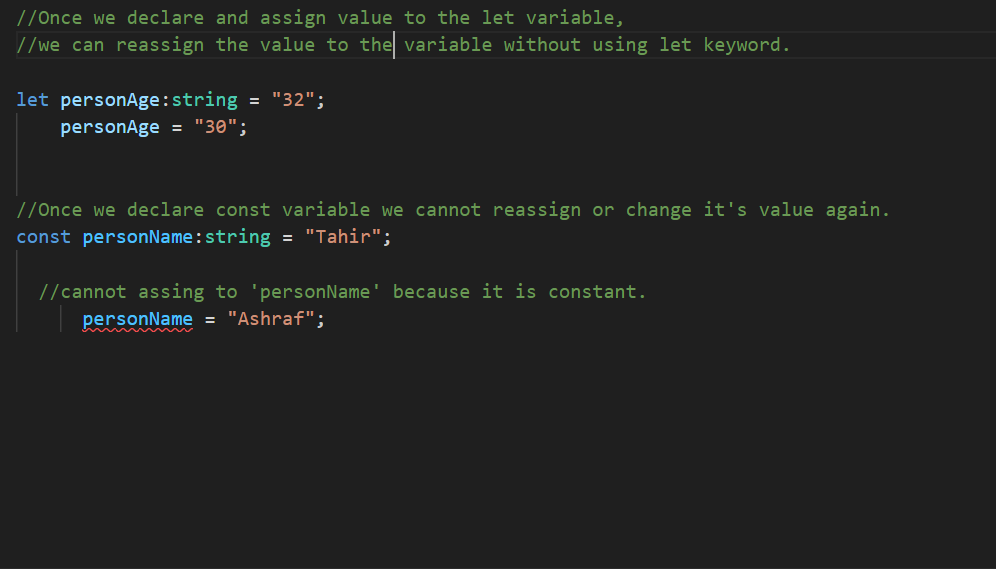 //Once we declare and assign value to the let variable,
//we can reassign the value to the variable without using let keyword.
let personAge:string = "32";
personAge = "30";
//Once we declare const variable we cannot reassign or change it's value again.
const personName:string = "Tahir";
//cannot assing to 'personName' because it is constant.
personName = "Ashraf";